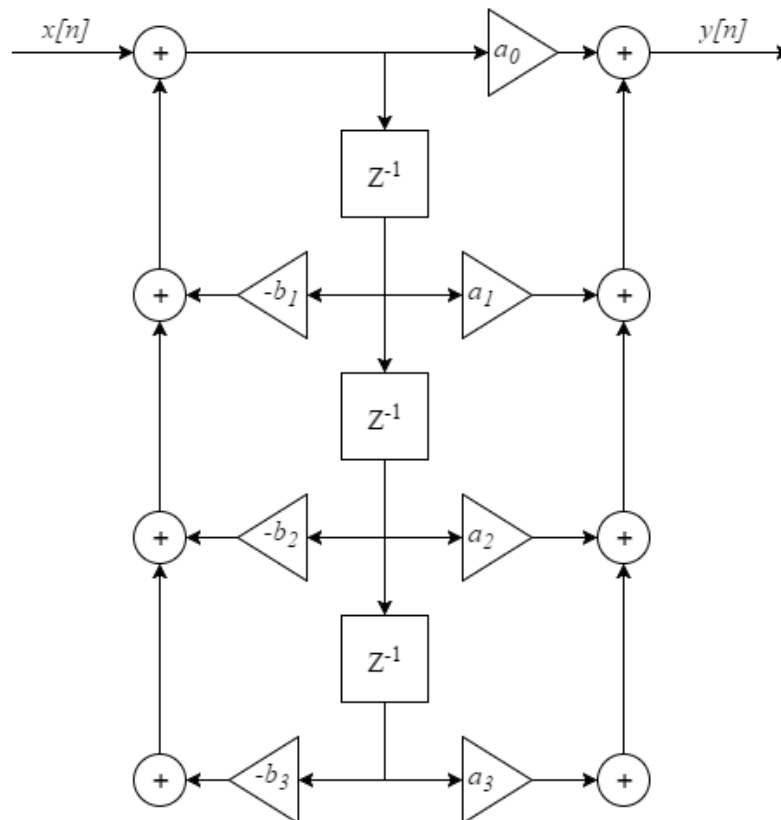 x[n] + a₀ + y[n]
Z⁻¹
+ -b₁ a₁ +
Z⁻¹
+ -b₂ a₂ +
Z⁻¹
+ -b₃ a₃ +